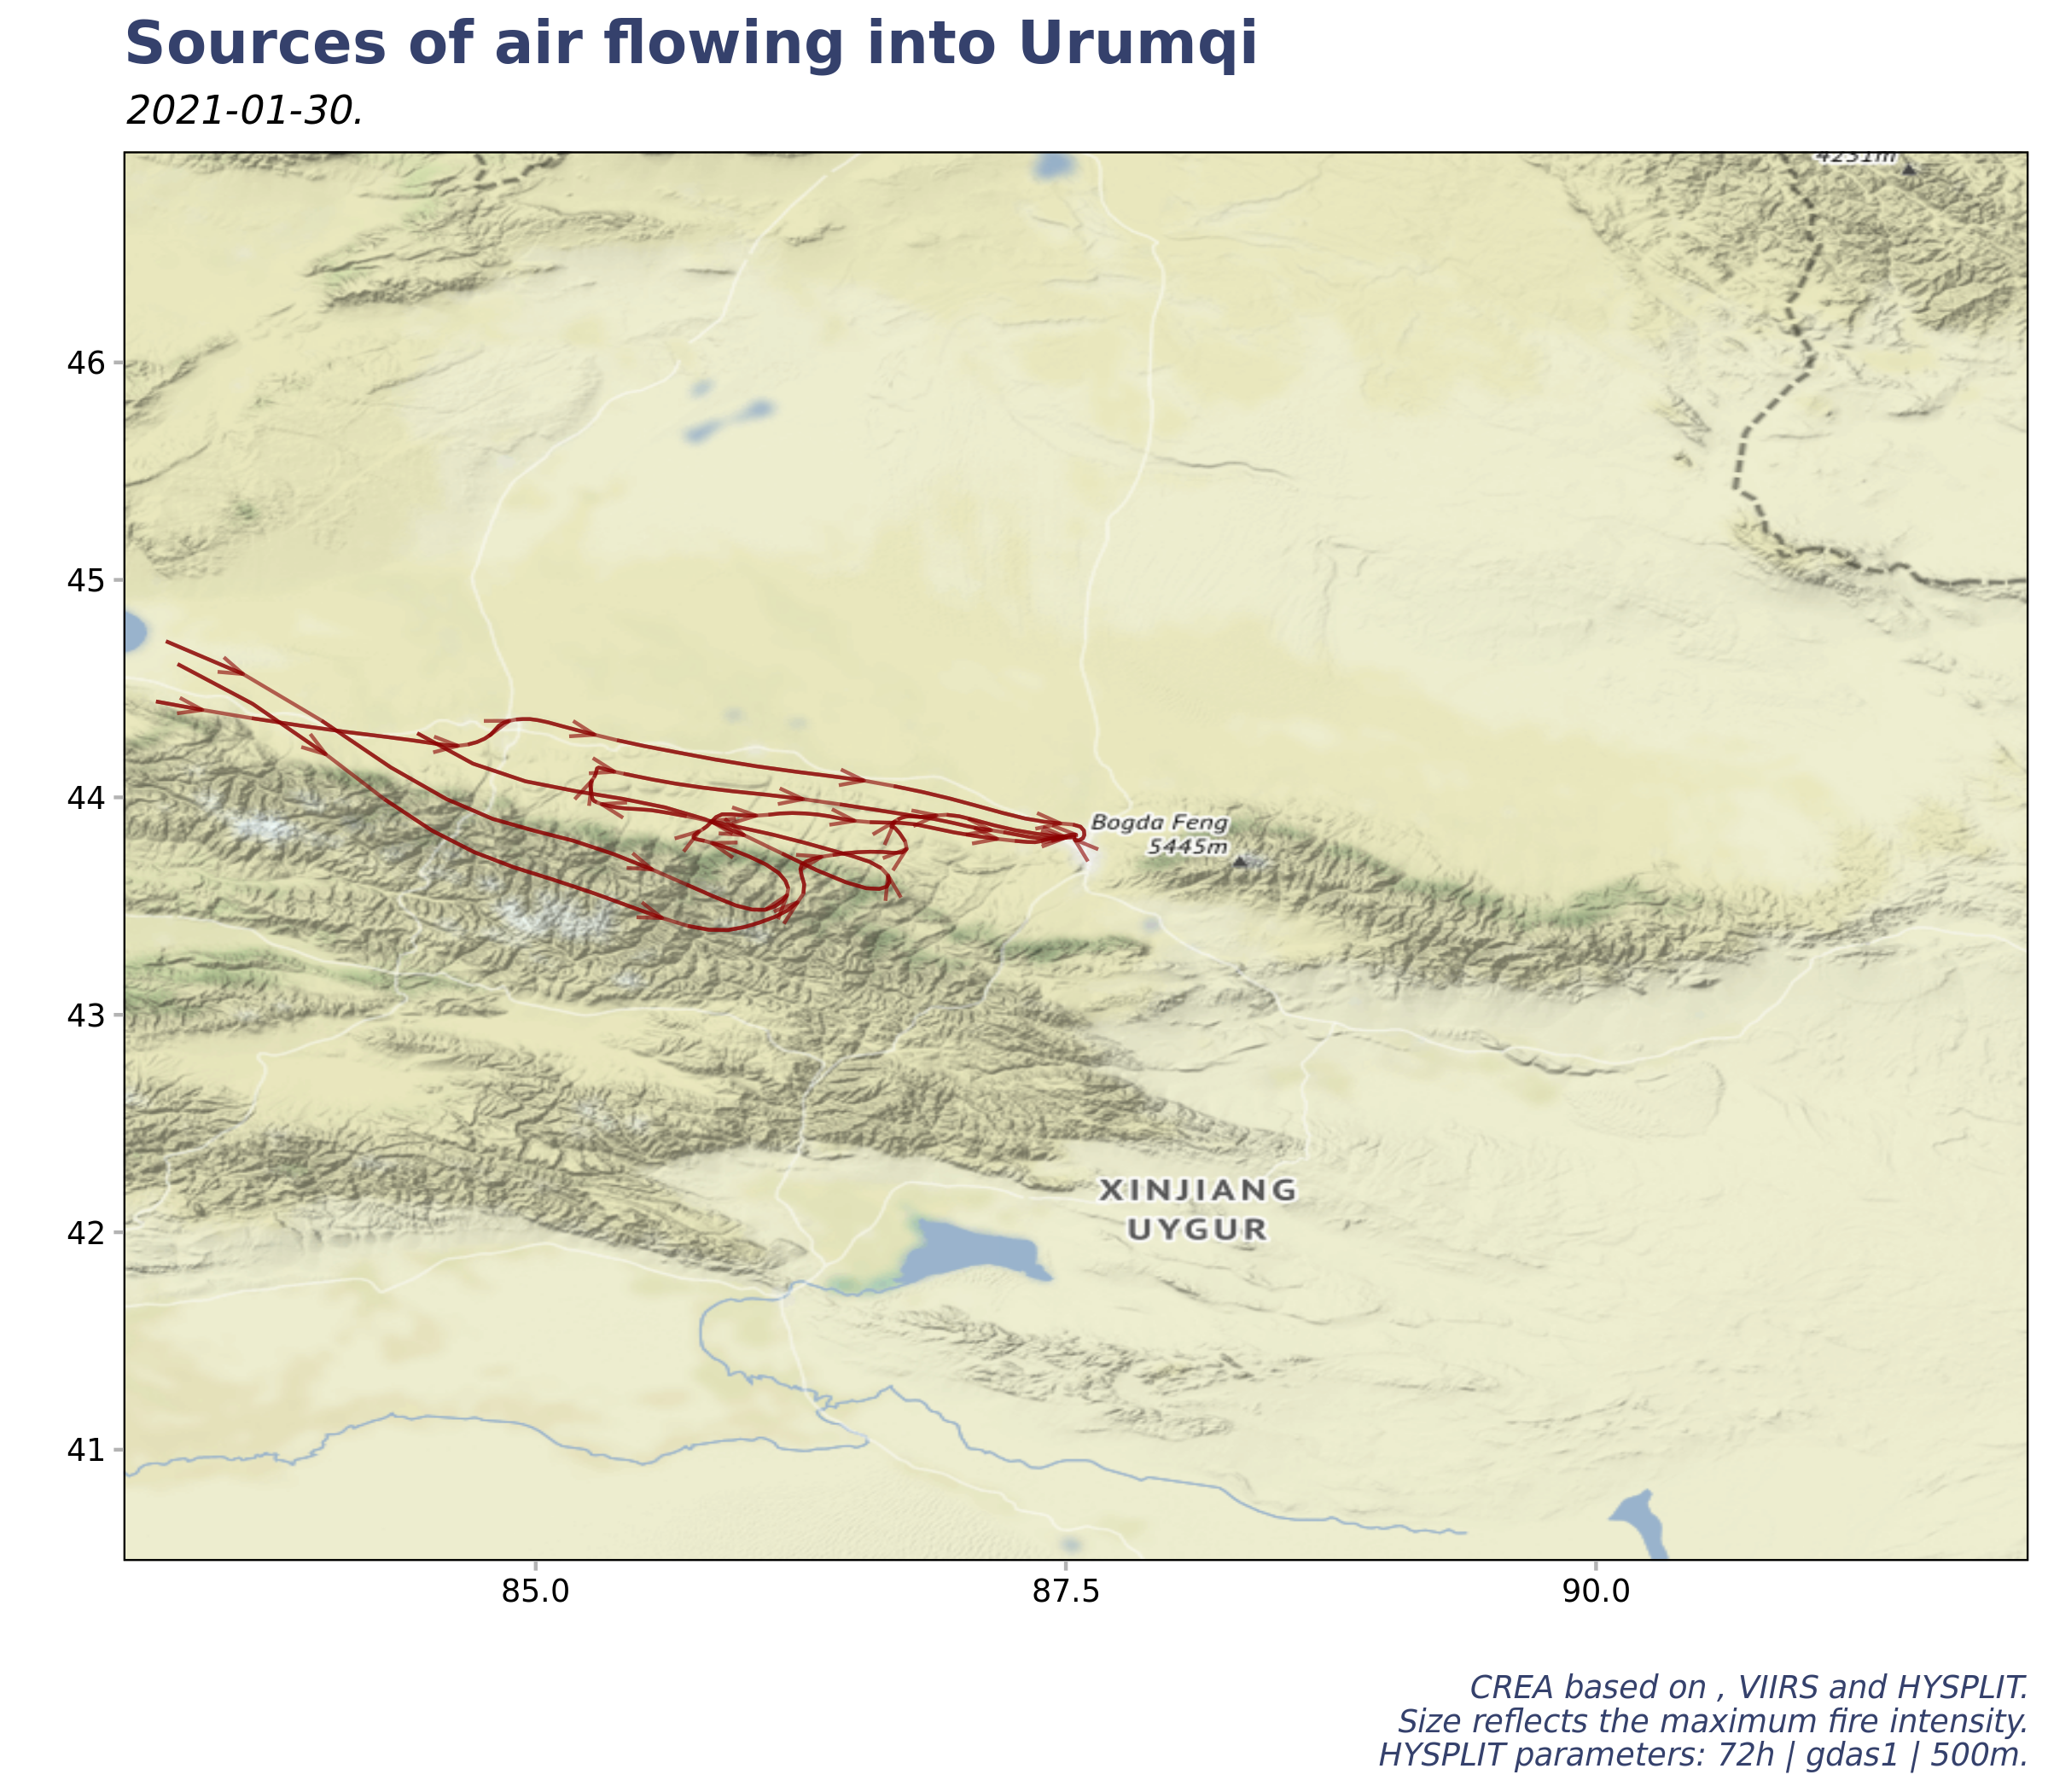 Sources of air flowing into Urumqi
2021-01-30.
4231m
46
45
44
43
42
41
Bogda Feng
5445m
XINJIANG
UYGUR
85.0
87.5
90.0
CREA based on , VIIRS and HYSPLIT.
Size reflects the maximum fire intensity.
HYSPLIT parameters: 72h | gdas1 | 500m.